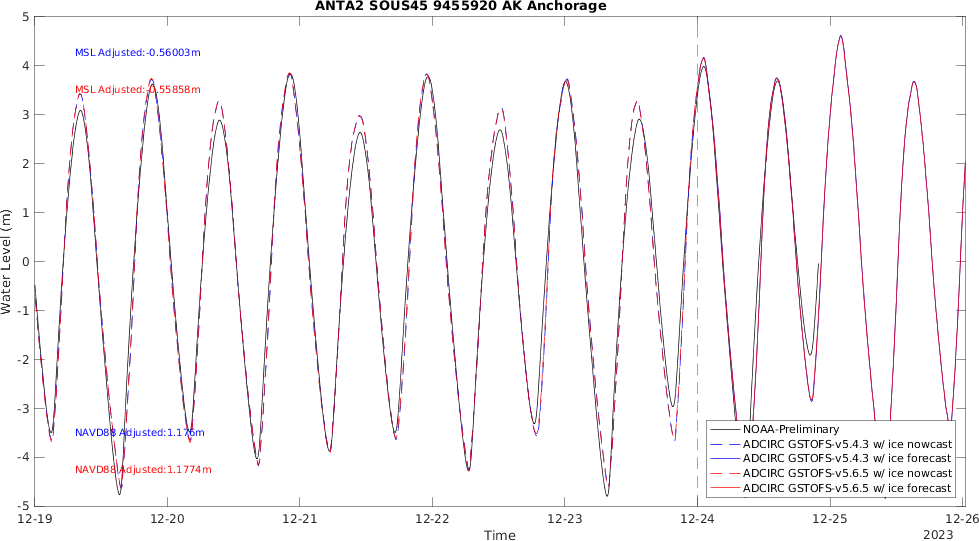 ANTA2 SOUS45 9455920 AK Anchorage
5
MSL Adjusted:-0.56003m
4
MSL Adjusted:-0.55858m
3
2
1
0
-1
-2
-3
NAVD88 Adjusted:1.176m
-4
NAVD88 Adjusted:1.1774m
-5
Water Level (m)
NOAA-Preliminary
ADCIRC GSTOFS-v5.4.3 w/ ice nowcast
ADCIRC GSTOFS-v5.4.3 w/ ice forecast
ADCIRC GSTOFS-v5.6.5 w/ ice nowcast
ADCIRC GSTOFS-v5.6.5 w/ ice forecast
12-19 12-20 12-21 12-22 12-23 12-24 12-25 12-26
Time
2023